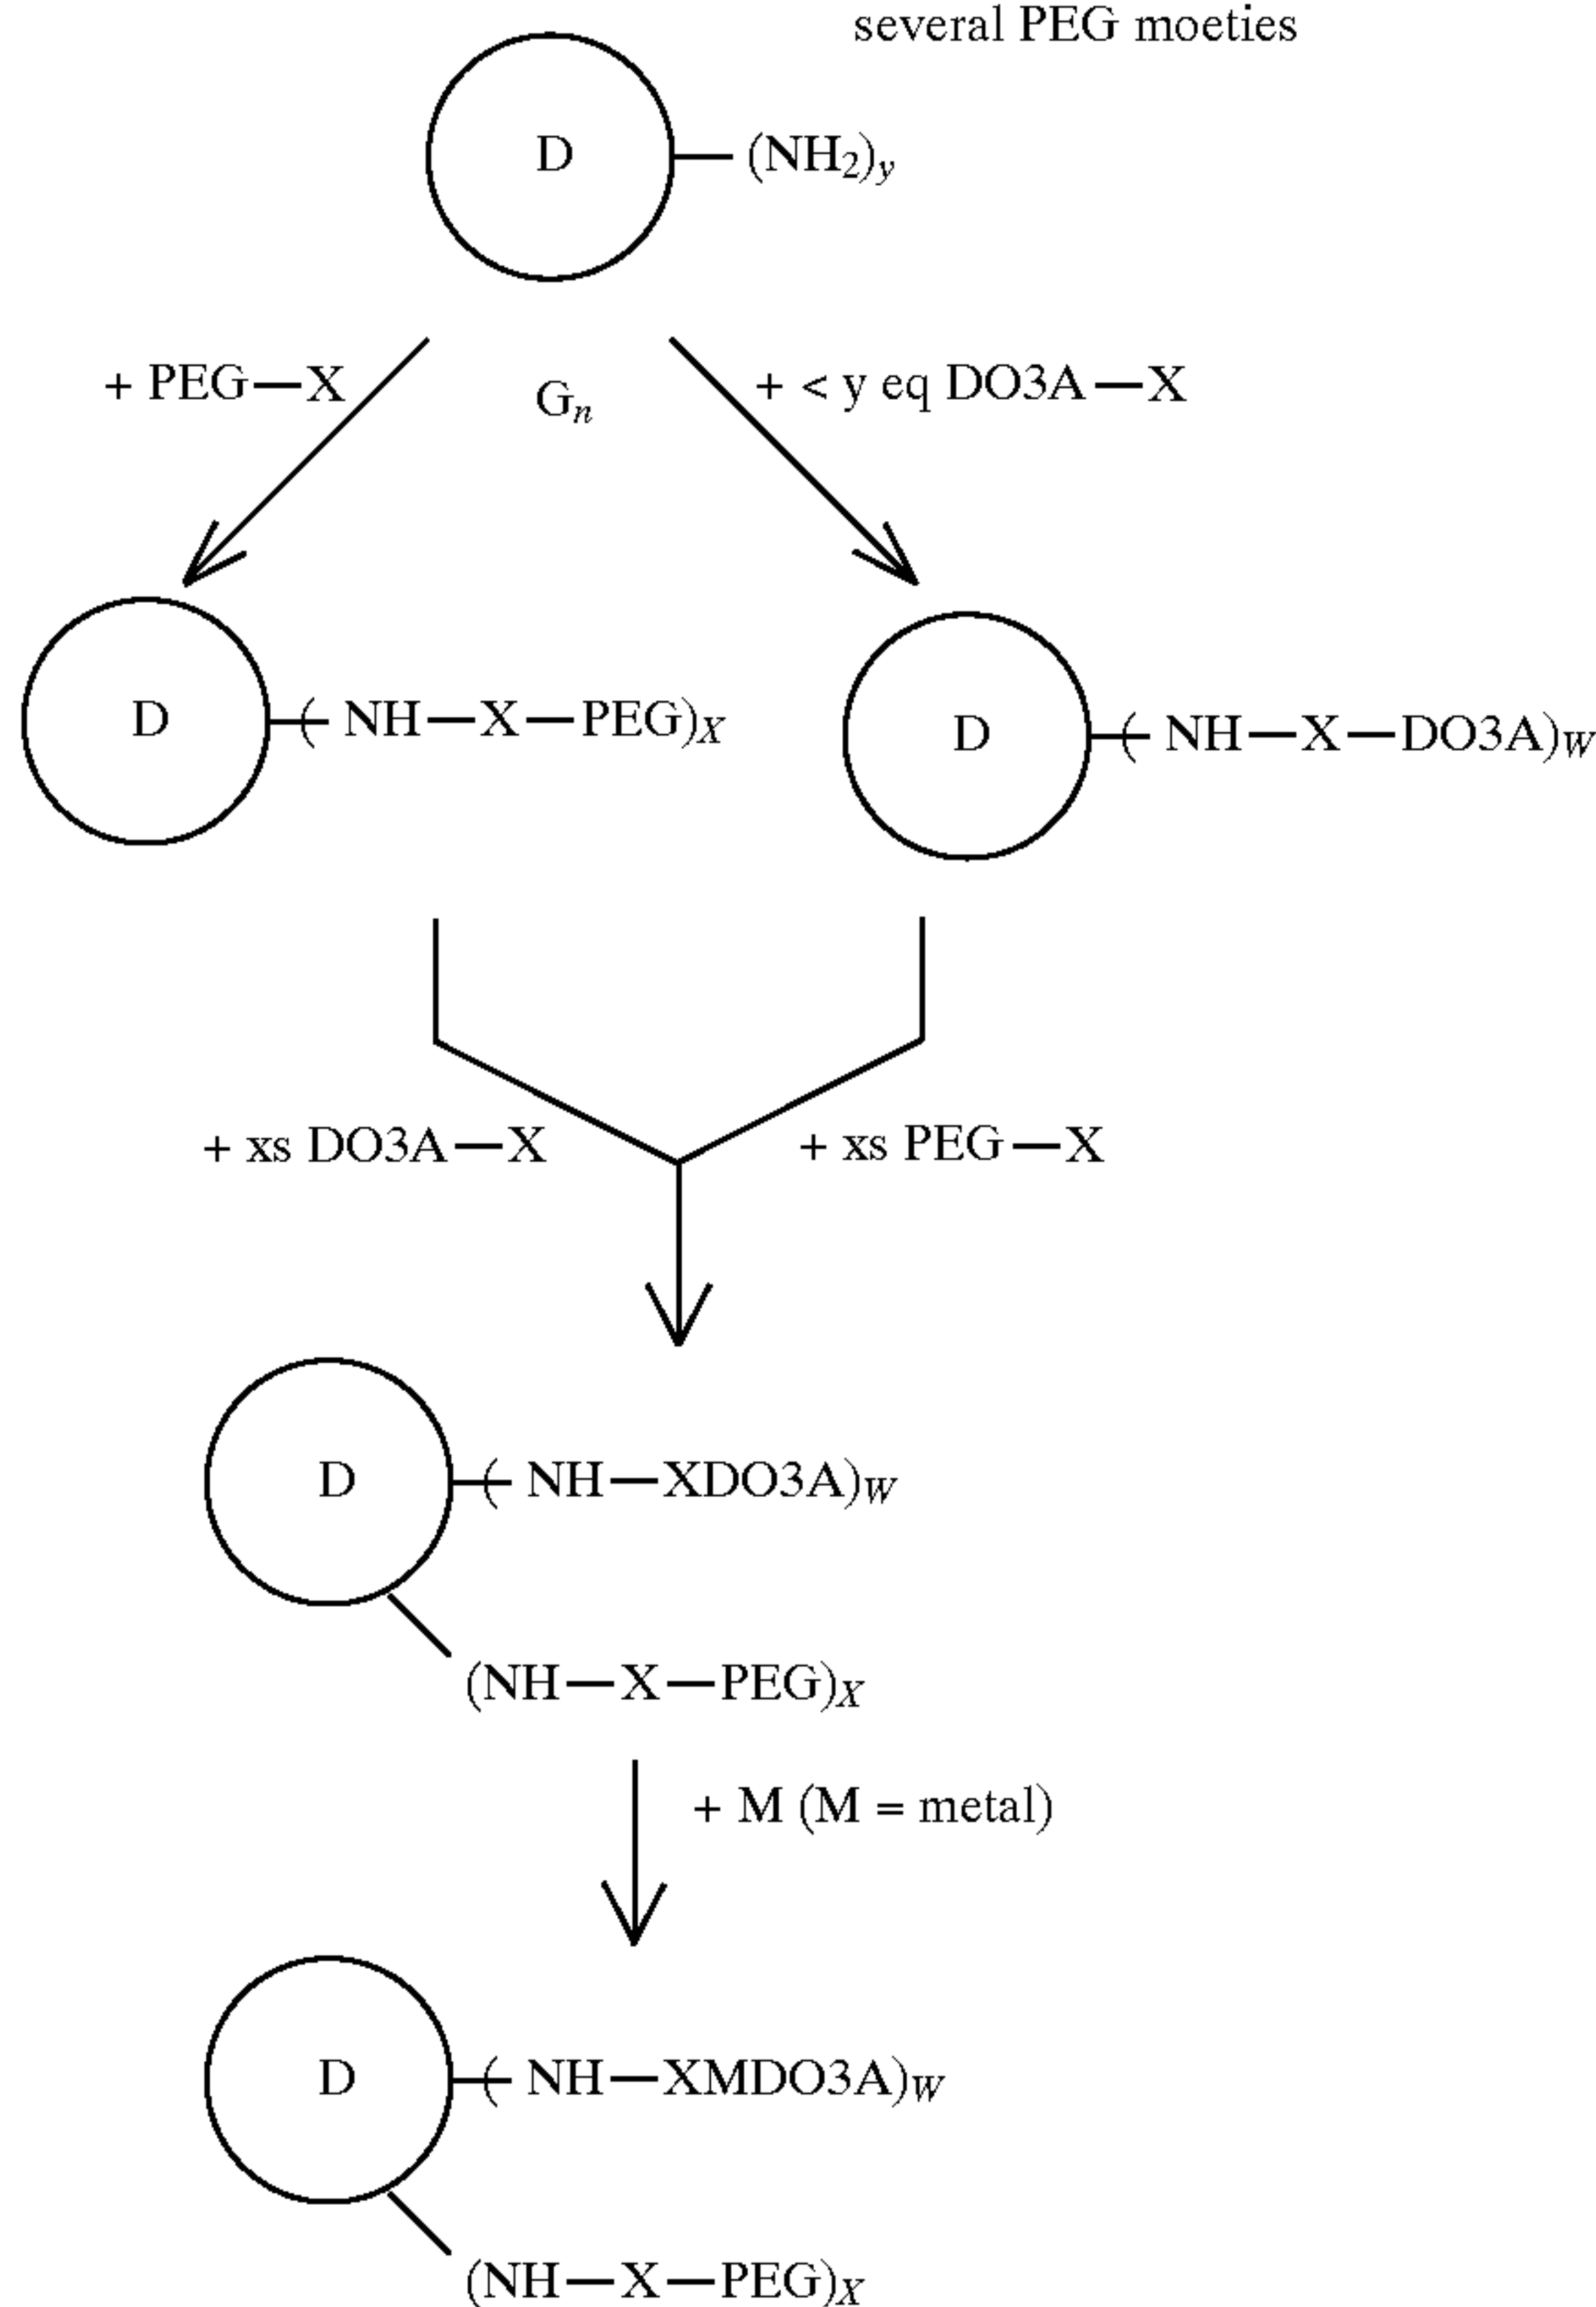 several PEG moeties
D —(NH₂)y
+ PEG—X
Gn
+ < y eq DO3A—X
D —( NH—X—PEG)X
D —( NH—X—DO3A)W
+ xs DO3A—X
+ xs PEG—X
D —( NH—XDO3A)W
(NH—X—PEG)X
+ M (M = metal)
D —( NH—XMDO3A)W
(NH—X—PEG)X